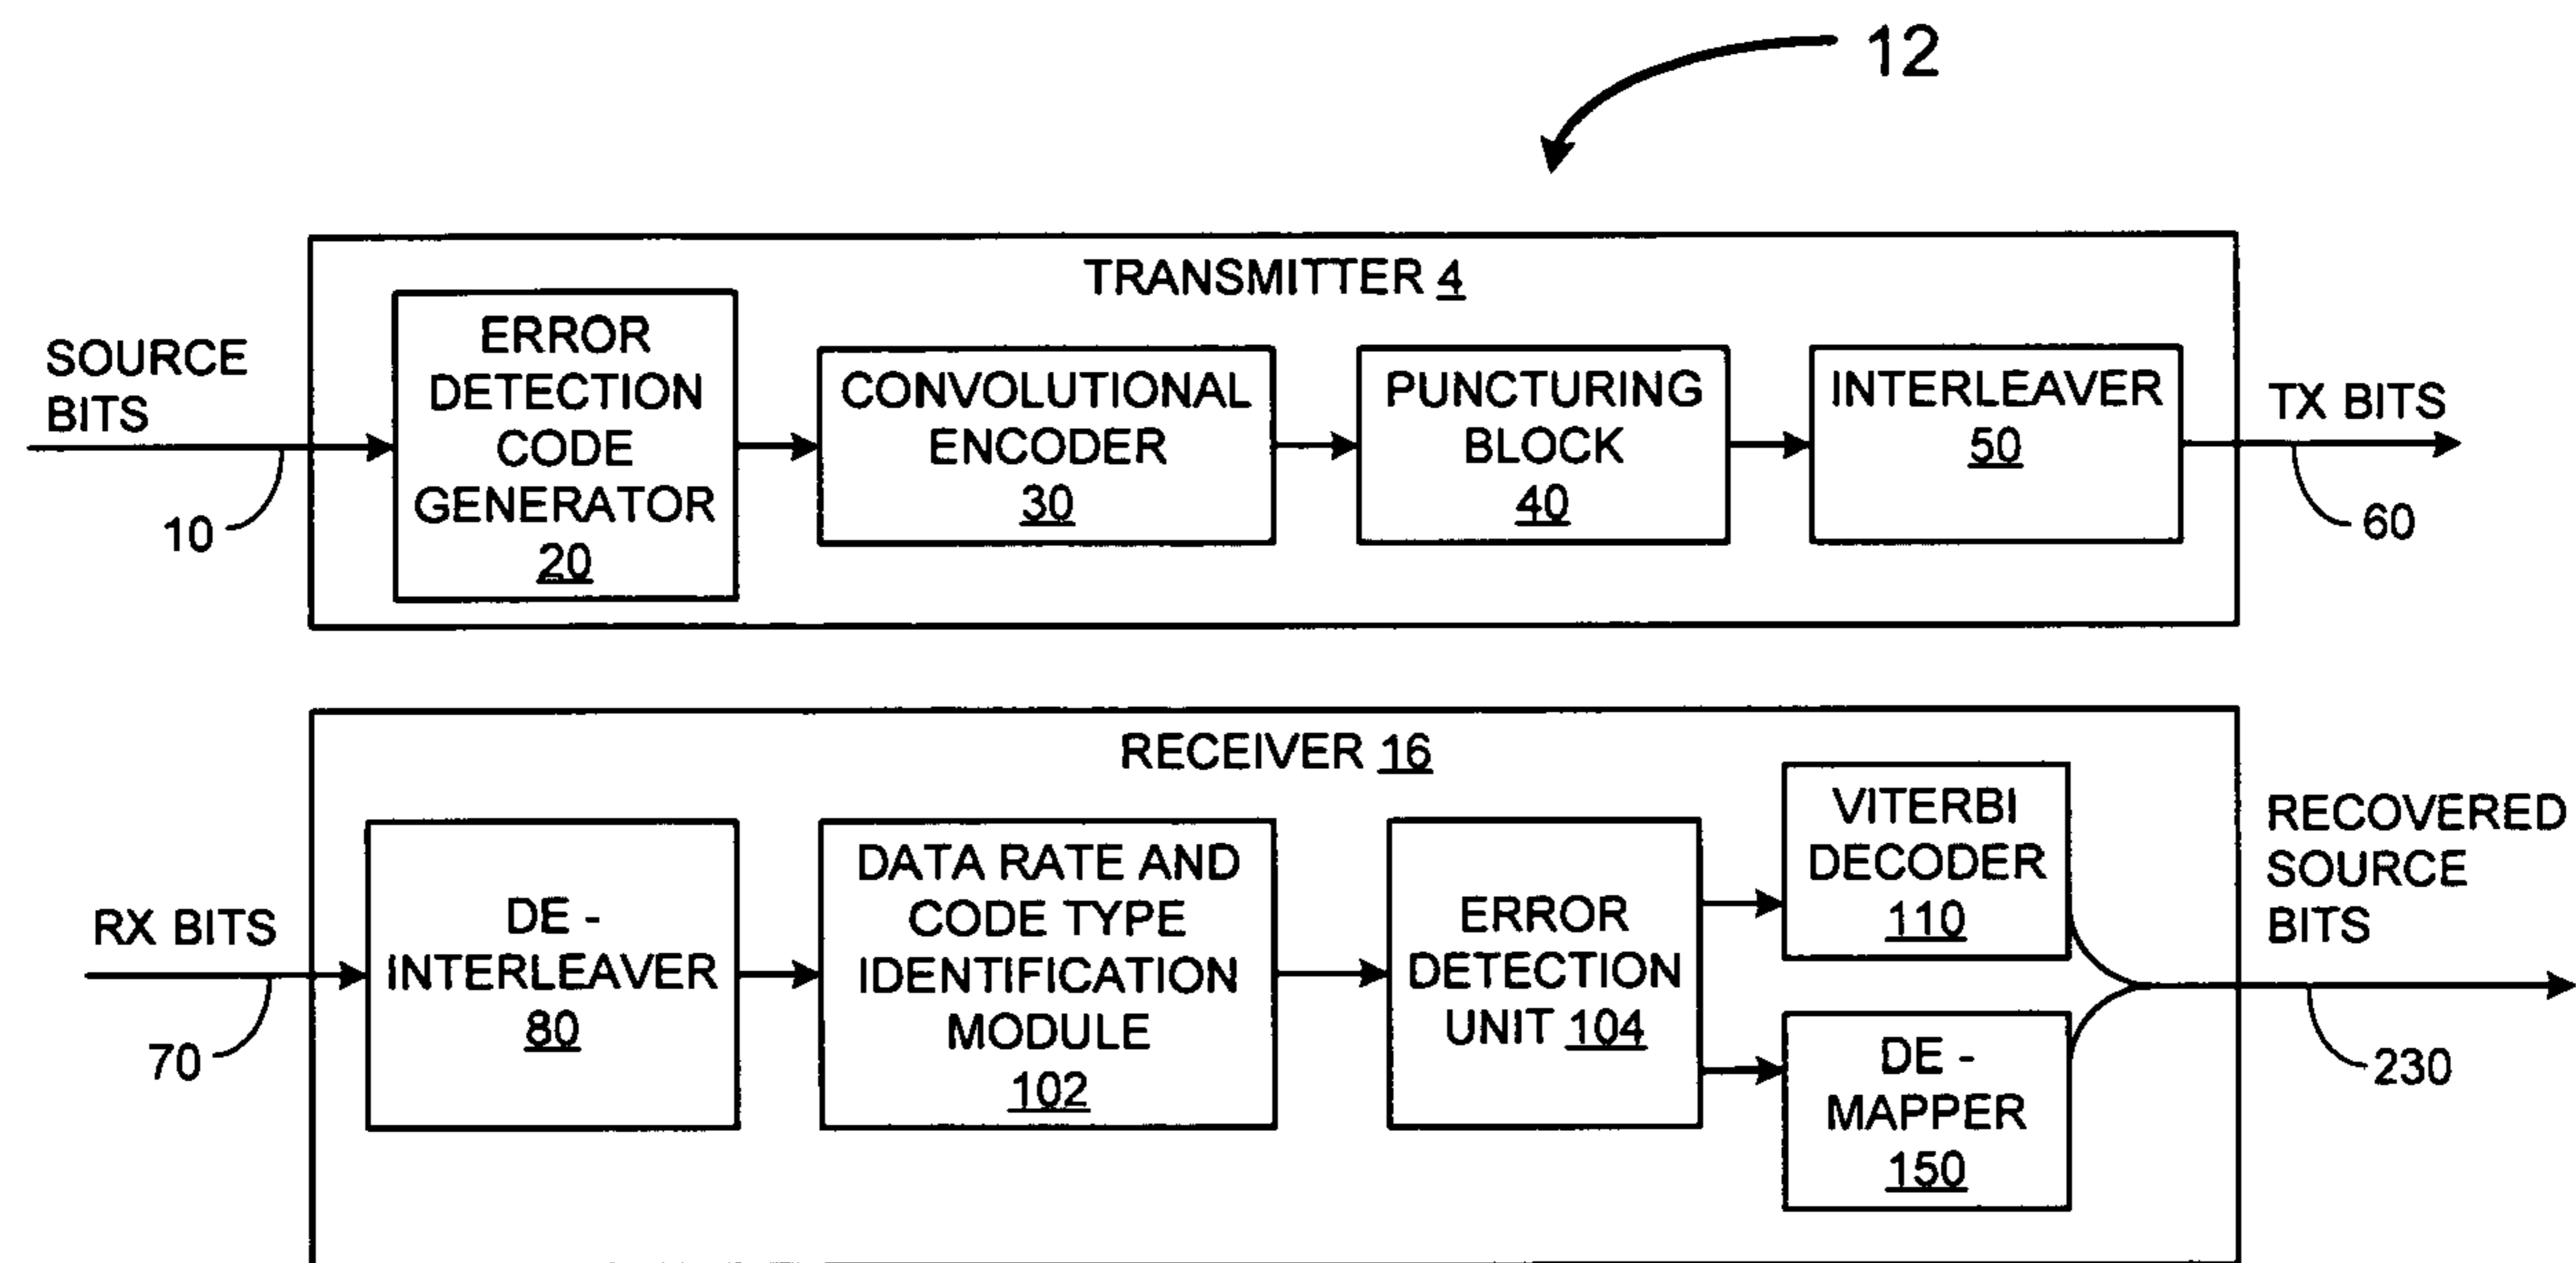 12
TRANSMITTER 4
SOURCE
BITS
10
ERROR
DETECTION
CODE
GENERATOR
20
CONVOLUTIONAL
ENCODER
30
PUNCTURING
BLOCK
40
INTERLEAVER
50
TX BITS
60
RECEIVER 16
RX BITS
70
DE -
INTERLEAVER
80
DATA RATE AND
CODE TYPE
IDENTIFICATION
MODULE
102
ERROR
DETECTION
UNIT 104
VITERBI
DECODER
110
DE -
MAPPER
150
RECOVERED
SOURCE
BITS
230